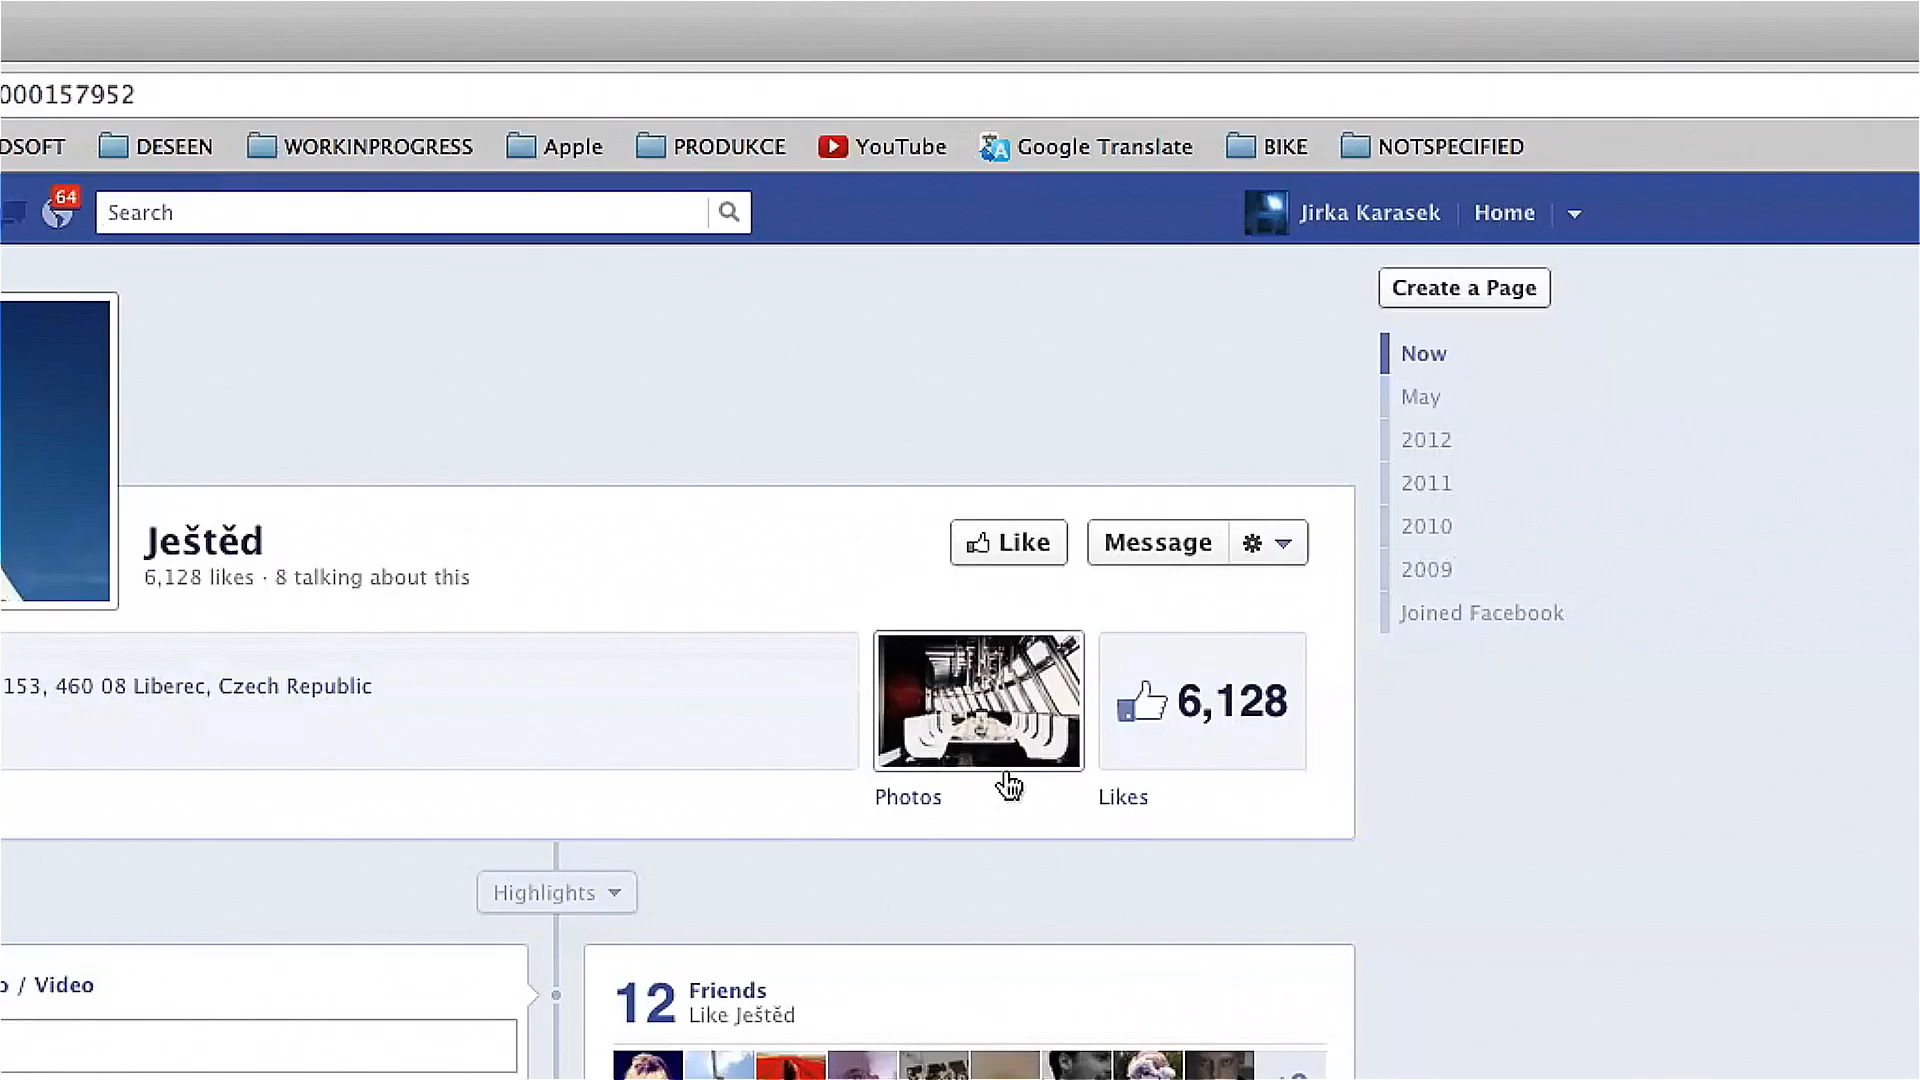 000157952
DSOFT DESEEN WORKINPROGRESS Apple PRODUKCE YouTube Google Translate BIKE NOTSPECIFIED
64 Search Jirka Karasek Home
Create a Page
Now
May
2012
2011
2010
2009
Joined Facebook
Ještěd
6,128 likes · 8 talking about this
Like Message
153, 460 08 Liberec, Czech Republic
6,128
Photos Likes
Highlights
/ Video
12 Friends
Like Ještěd